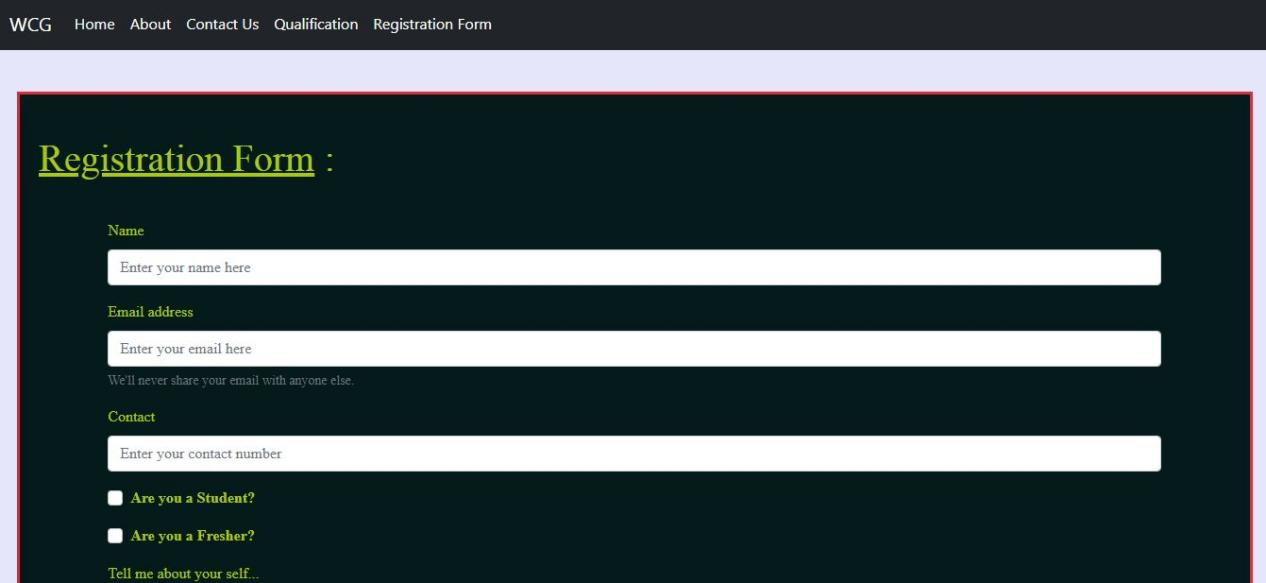 WCG Home About Contact Us Qualification Registration Form
Registration Form :
Name
Enter your name here
Email address
Enter your email here
We'll never share your email with anyone else.
Contact
Enter your contact number
Are you a Student?
Are you a Fresher?
Tell me about your self...